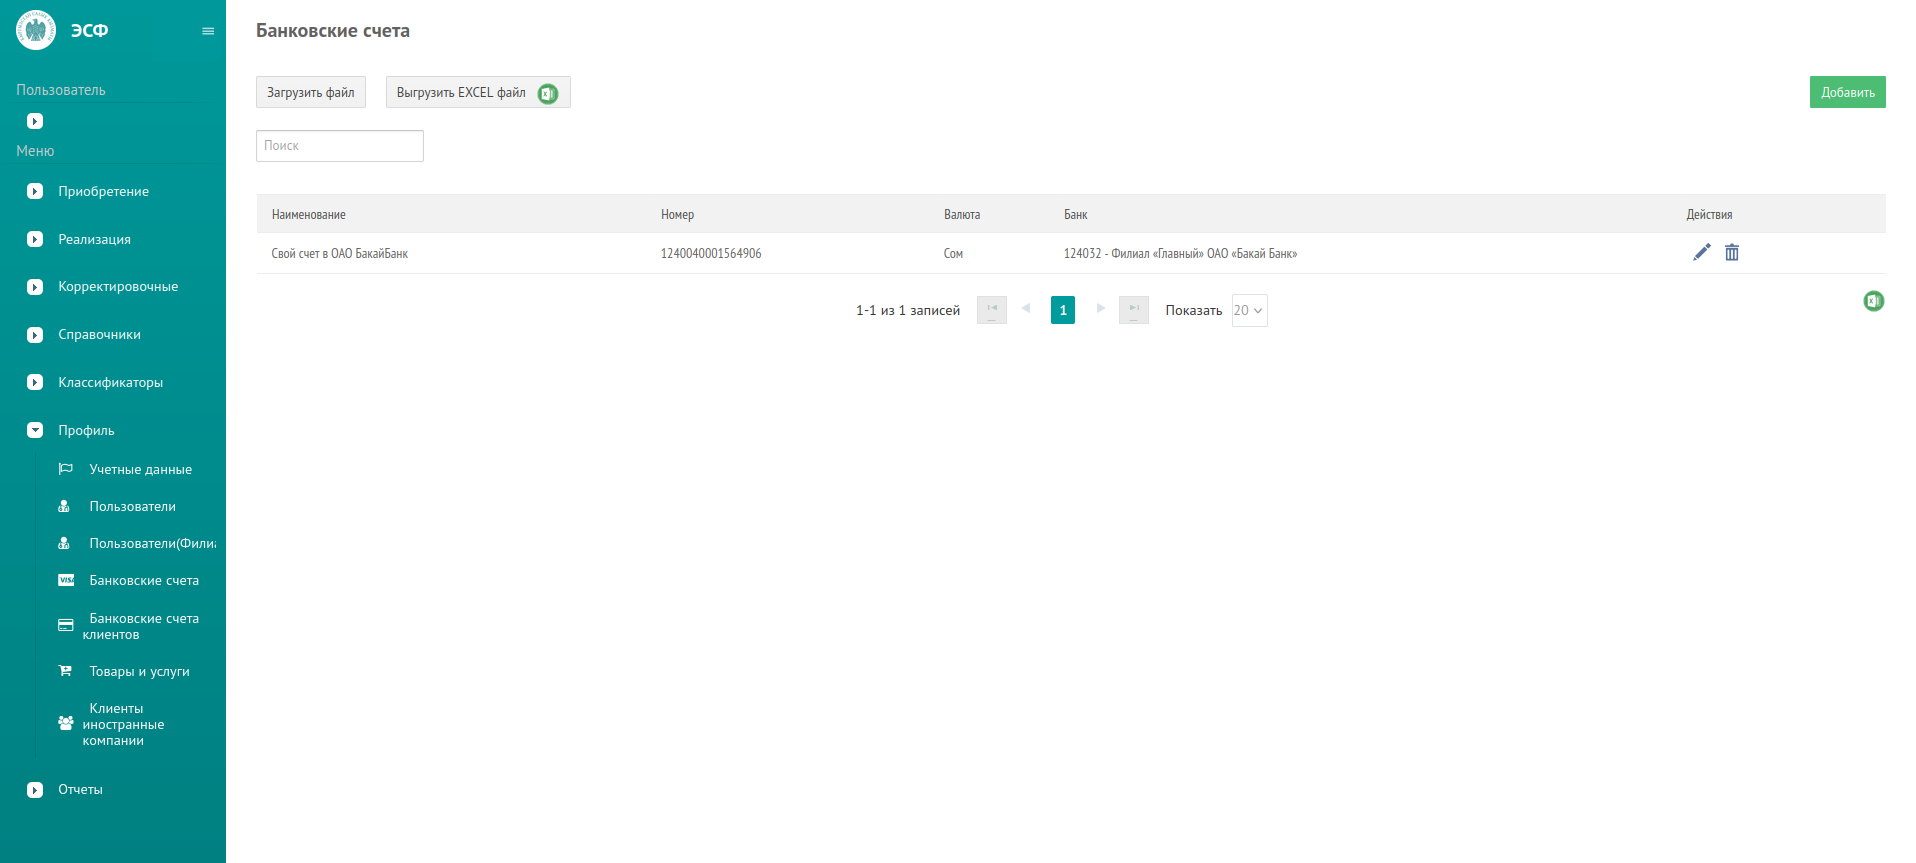 ЭСФ
Пользователь
Меню
Приобретение
Реализация
Корректировочные
Справочники
Классификаторы
Профиль
Учетные данные
Пользователи
Пользователи(Филиа
VISA
Банковские счета
Банковские счета
клиентов
Товары и услуги
Клиенты
иностранные
компании
Отчеты
Банковские счета
Загрузить файл
Выгрузить EXCEL файл
Добавить
Поиск
Наименование Номер Валюта Банк Действия
Свой счет в ОАО БакайБанк 1240040001564906 Сом 124032 - Филиал «Главный» ОАО «Бакай Банк»
1-1 из 1 записей 1 Показать 20